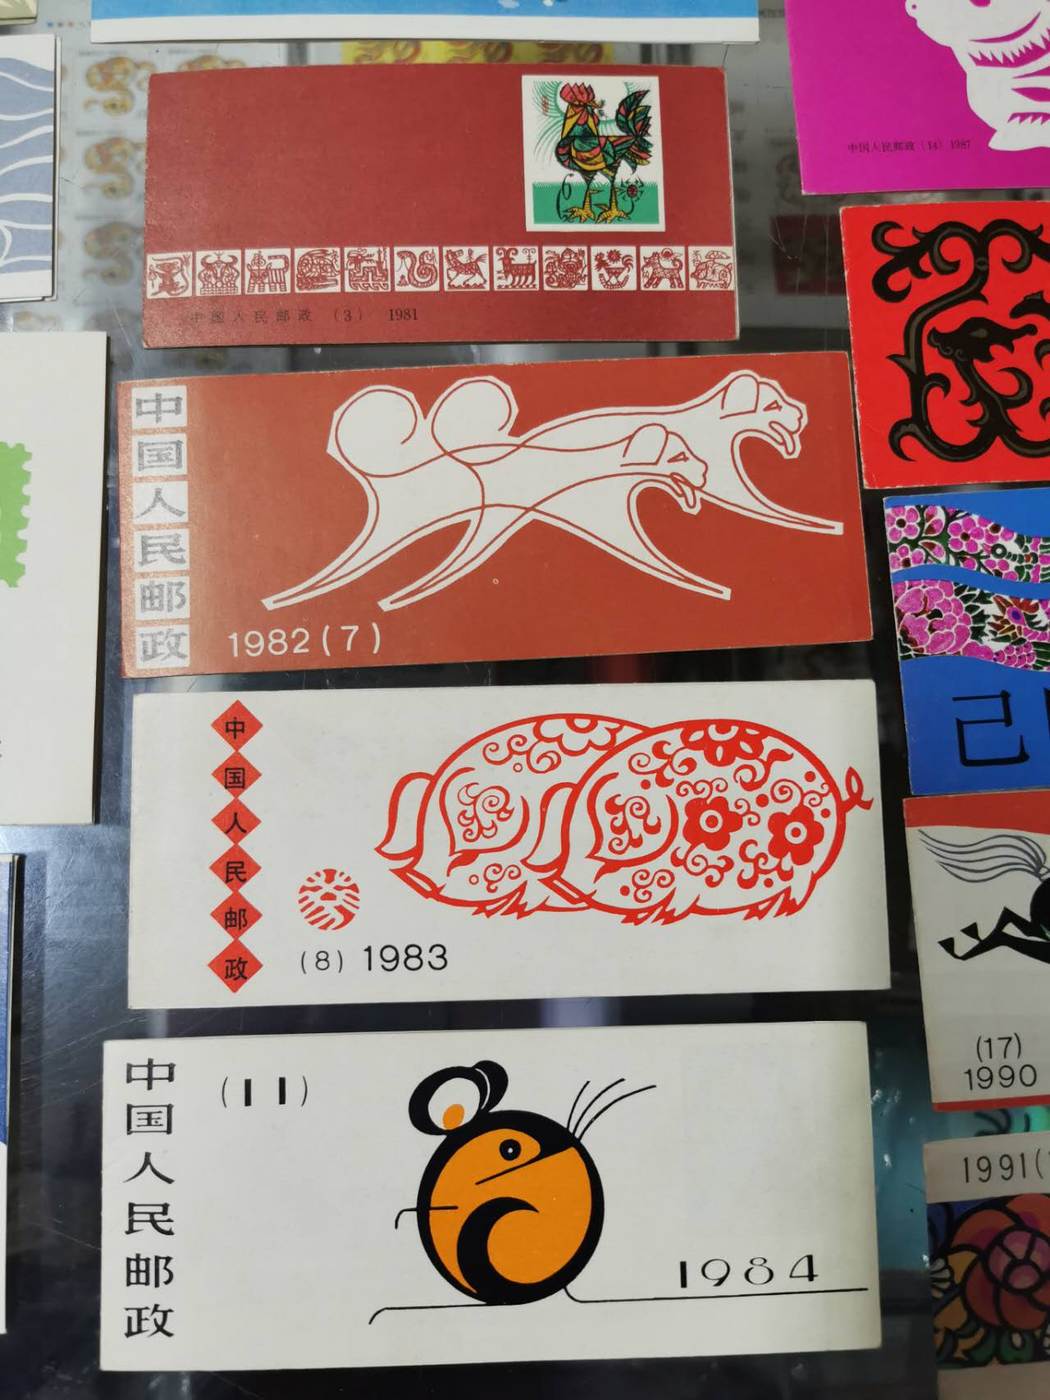 中国人民邮政 (3) 1981
中国人民邮政
1982(7)
中国人民邮政
(8) 1983
中国人民邮政
(11)
1984
中国人民邮政 (14) 1987
己
(17)
1990
1991(